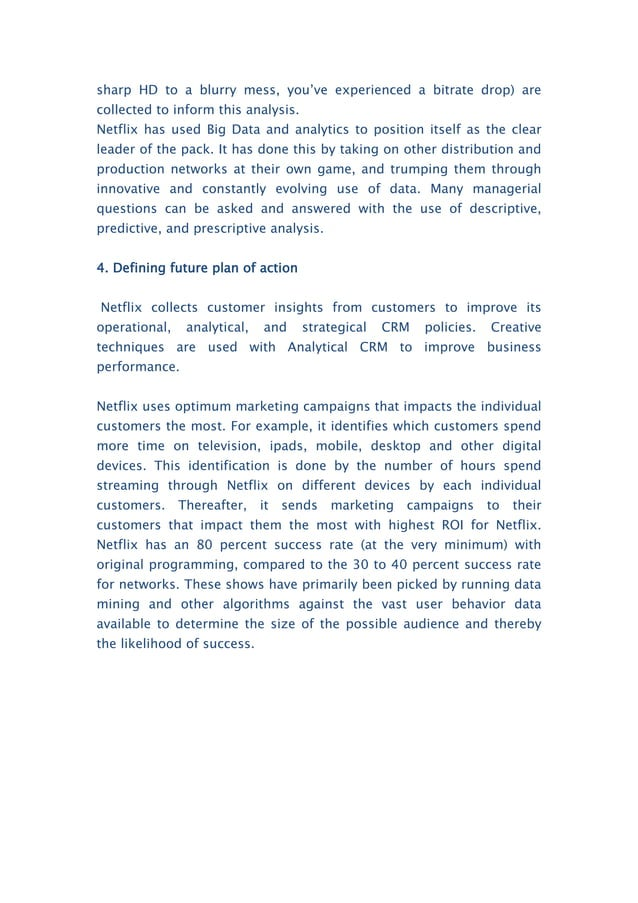 sharp HD to a blurry mess, you’ve experienced a bitrate drop) are
collected to inform this analysis.
Netflix has used Big Data and analytics to position itself as the clear
leader of the pack. It has done this by taking on other distribution and
production networks at their own game, and trumping them through
innovative and constantly evolving use of data. Many managerial
questions can be asked and answered with the use of descriptive,
predictive, and prescriptive analysis.
4. Defining future plan of action
Netflix collects customer insights from customers to improve its
operational, analytical, and strategical CRM policies. Creative
techniques are used with Analytical CRM to improve business
performance.
Netflix uses optimum marketing campaigns that impacts the individual
customers the most. For example, it identifies which customers spend
more time on television, ipads, mobile, desktop and other digital
devices. This identification is done by the number of hours spend
streaming through Netflix on different devices by each individual
customers. Thereafter, it sends marketing campaigns to their
customers that impact them the most with highest ROI for Netflix.
Netflix has an 80 percent success rate (at the very minimum) with
original programming, compared to the 30 to 40 percent success rate
for networks. These shows have primarily been picked by running data
mining and other algorithms against the vast user behavior data
available to determine the size of the possible audience and thereby
the likelihood of success.